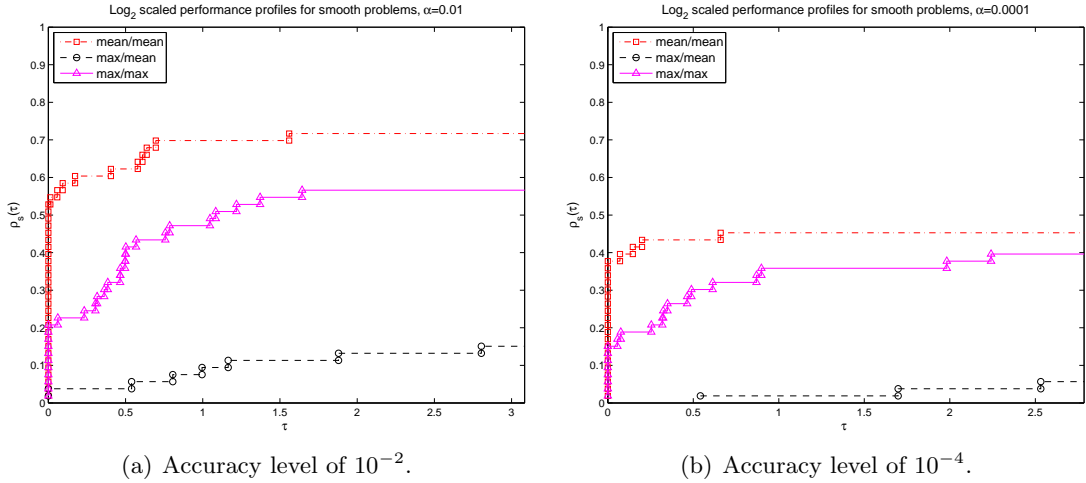 Log2 scaled performance profiles for smooth problems, α=0.01
1
0.9
0.8
0.7
0.6
0.5
0.4
0.3
0.2
0.1
0
ρs(τ)
mean/mean
max/mean
max/max
0
0.5
1
1.5
2
2.5
3
τ
(a) Accuracy level of 10−2.
Log2 scaled performance profiles for smooth problems, α=0.0001
1
0.9
0.8
0.7
0.6
0.5
0.4
0.3
0.2
0.1
0
ρs(τ)
mean/mean
max/mean
max/max
0
0.5
1
1.5
2
2.5
τ
(b) Accuracy level of 10−4.